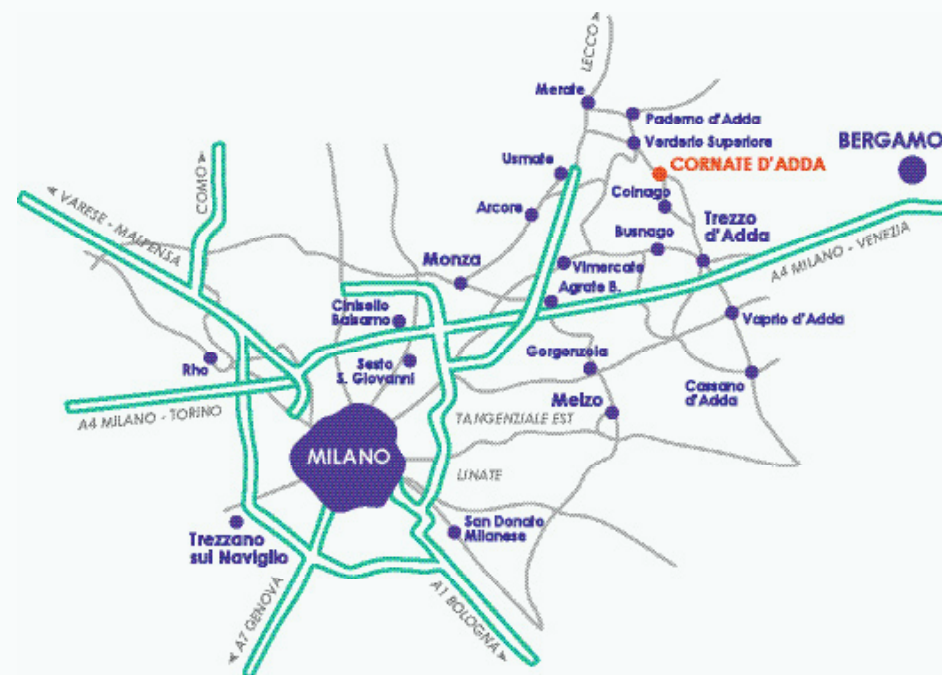 LECCO
Merate
Paderno d'Adda
Verderio Superiore
BERGAMO
Usmate
CORNATE D'ADDA
COMO
Colnago
VARESE - MALPENSA
Arcore
Trezzo
d'Adda
Busnago
A4 MILANO - VENEZIA
Monza
Vimercate
Agrate B.
Cinisello
Balsamo
Vaprio d'Adda
Gorgonzola
Rho
Sesto
S. Giovanni
Cassano
d'Adda
Melzo
A4 MILANO - TORINO
TANGENZIALE EST
MILANO
LINATE
San Donato
Milanese
Trezzano
sul Naviglio
A7 GENOVA
A1 BOLOGNA